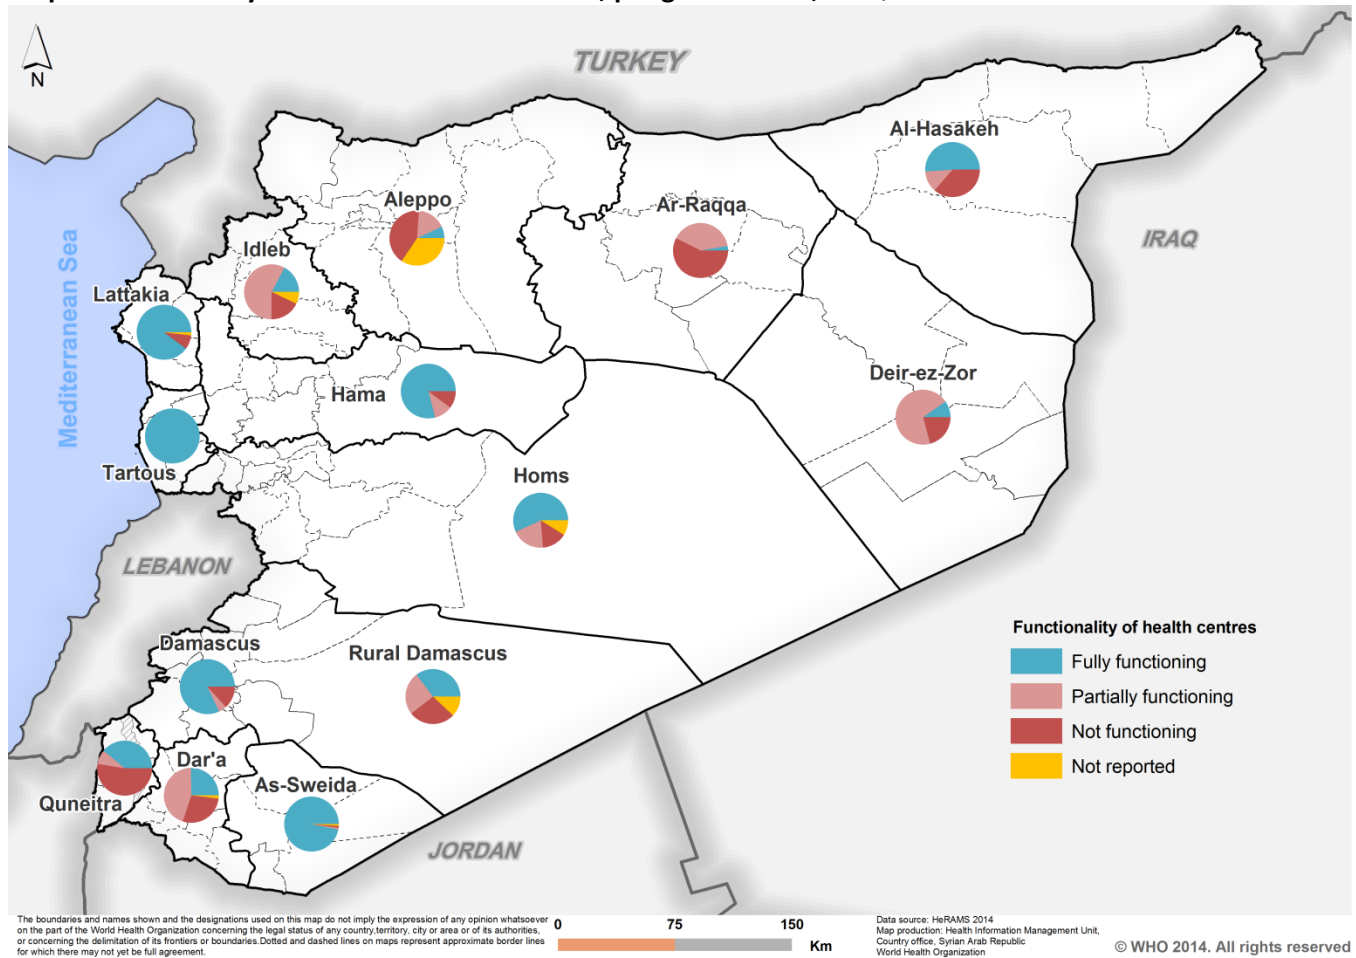 N
TURKEY
Al-Hasakeh
Aleppo
Ar-Raqqa
IRAQ
Idleb
Lattakia
Mediterranean Sea
Deir-ez-Zor
Hama
Tartous
Homs
LEBANON
Damascus
Rural Damascus
Dar'a
As-Sweida
Quneitra
JORDAN
Functionality of health centres
Fully functioning
Partially functioning
Not functioning
Not reported
The boundaries and names shown and the designations used on this map do not imply the expression of any opinion whatsoever
on the part of the World Health Organization concerning the legal status of any country,territory, city or area or of its authorities,
or concerning the delimitation of its frontiers or boundaries.Dotted and dashed lines on maps represent approximate border lines
for which there may not yet be full agreement.
0 75 150
Km
Data source: HeRAMS 2014
Map production: Health Information Management Unit,
Country office, Syrian Arab Republic
World Health Organization
© WHO 2014. All rights reserved